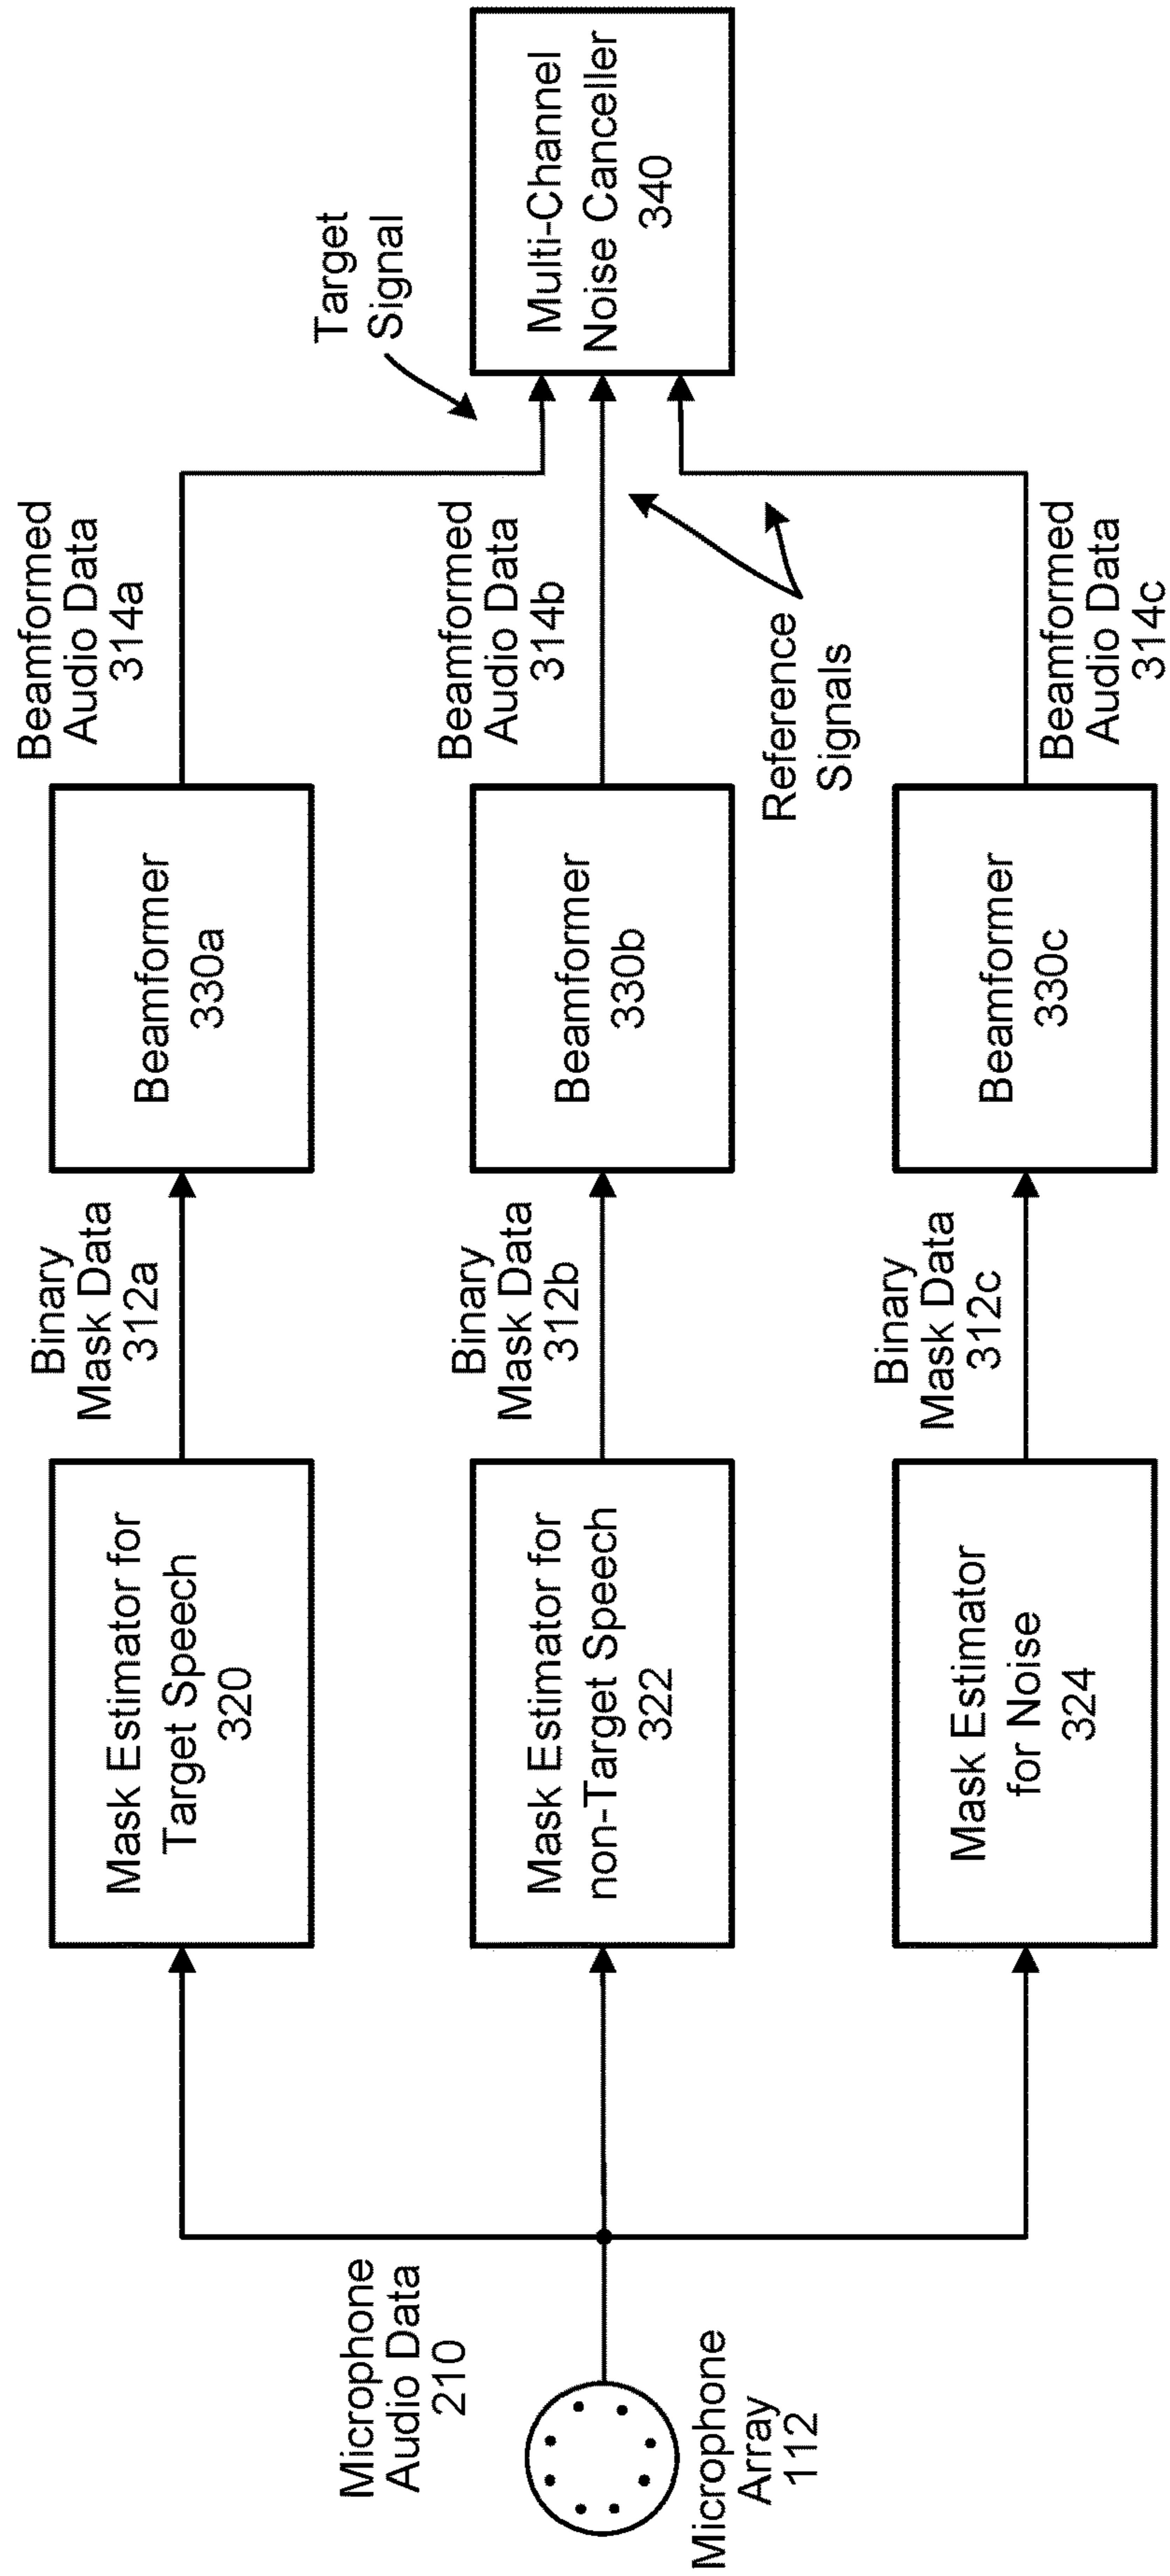 Microphone
Array
112
Microphone
Audio Data
210
Mask Estimator for
Target Speech
320
Binary
Mask Data
312a
Beamformer
330a
Beamformed
Audio Data
314a
Target
Signal
Mask Estimator for
non-Target Speech
322
Binary
Mask Data
312b
Beamformer
330b
Beamformed
Audio Data
314b
Multi-Channel
Noise Canceller
340
Reference
Signals
Mask Estimator
for Noise
324
Binary
Mask Data
312c
Beamformer
330c
Beamformed
Audio Data
314c